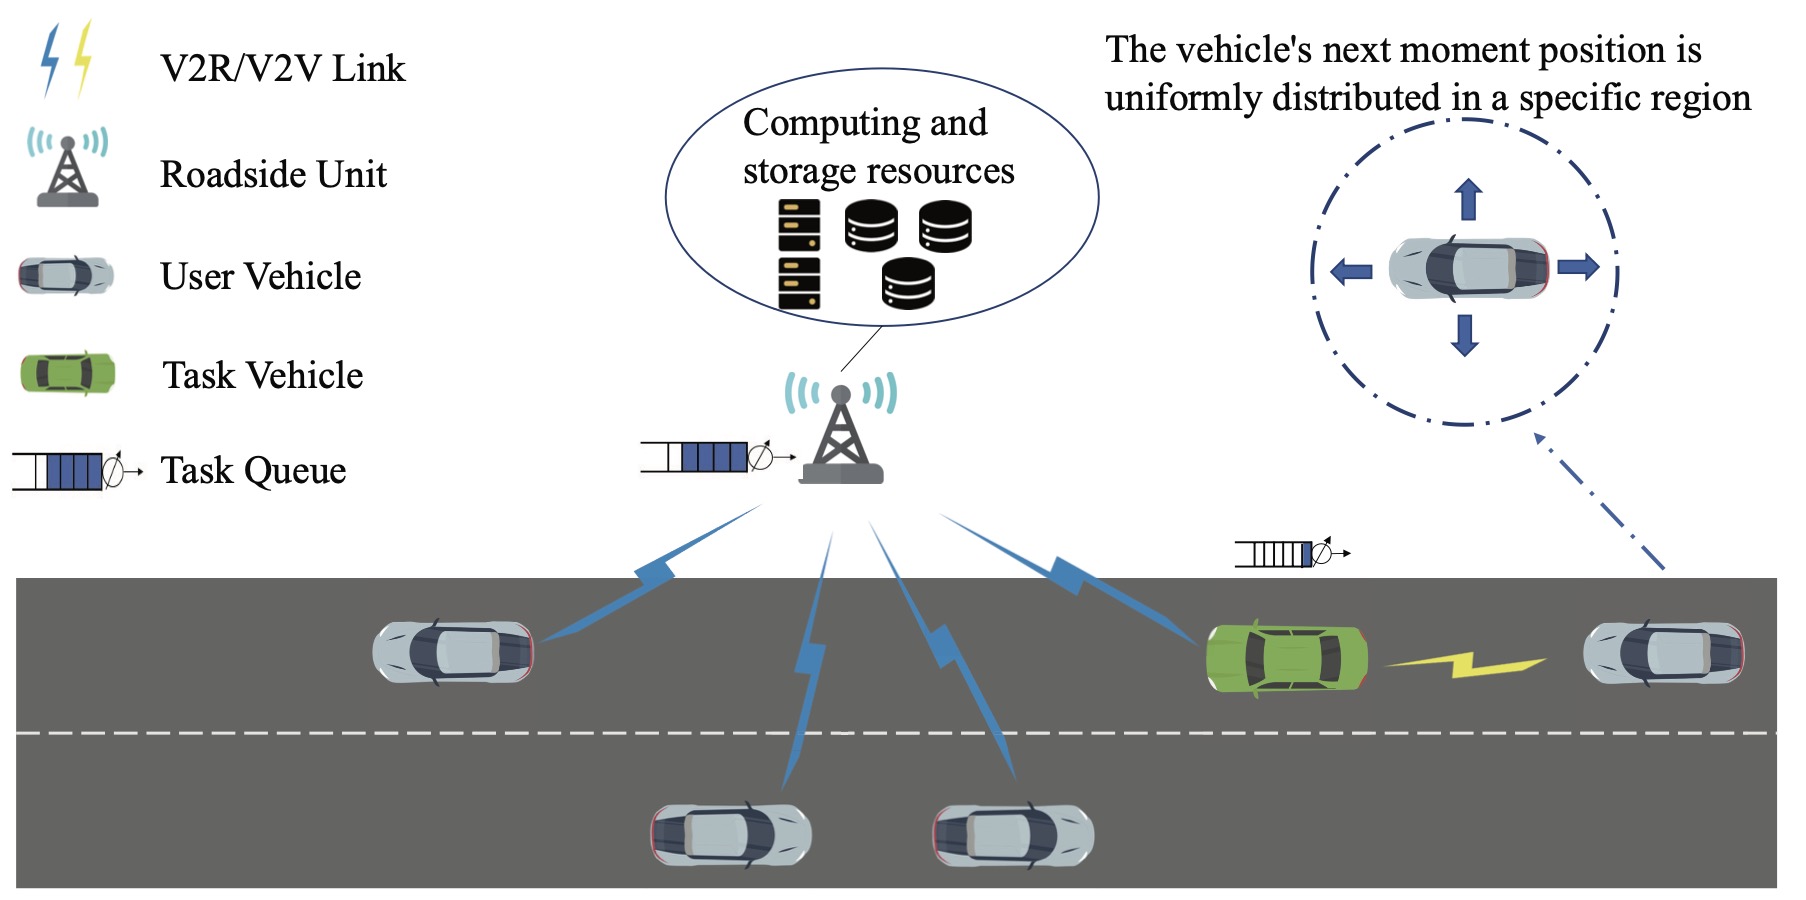 V2R/V2V Link
Roadside Unit
User Vehicle
Task Vehicle
Task Queue
Computing and
storage resources
The vehicle's next moment position is
uniformly distributed in a specific region